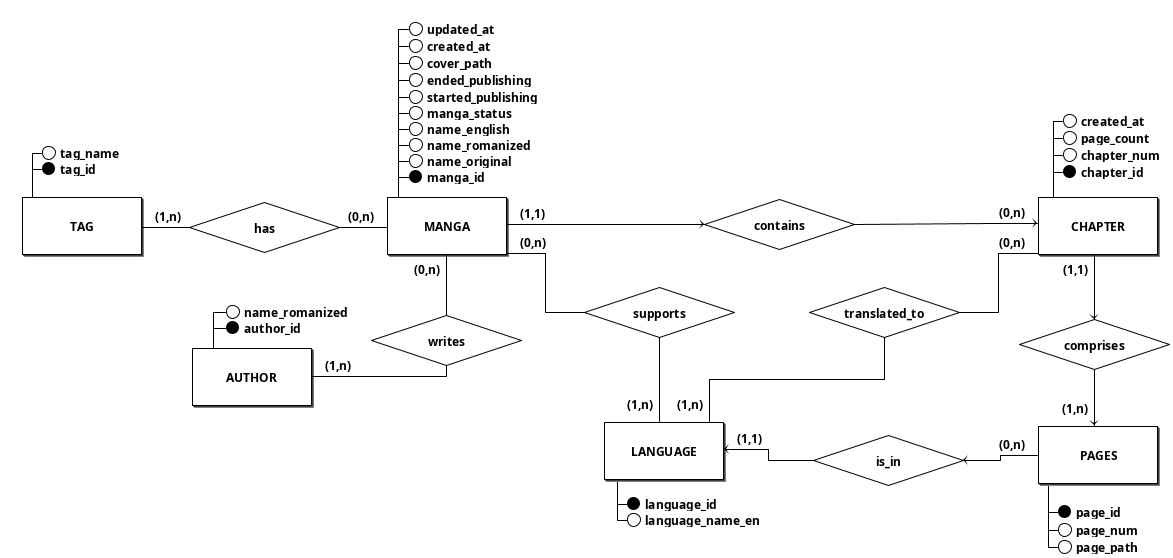 updated_at
created_at
cover_path
ended_publishing
started_publishing
manga_status
name_english
name_romanized
name_original
manga_id
tag_name
tag_id
created_at
page_count
chapter_num
chapter_id
TAG
(1,n)
has
(0,n)
MANGA
(1,1)
contains
(0,n)
CHAPTER
(0,n)
(0,n)
(0,n)
(1,1)
name_romanized
author_id
writes
supports
translated_to
comprises
AUTHOR
(1,n)
(1,n)
(1,n)
(1,n)
LANGUAGE
(1,1)
is_in
(0,n)
PAGES
language_id
language_name_en
page_id
page_num
page_path